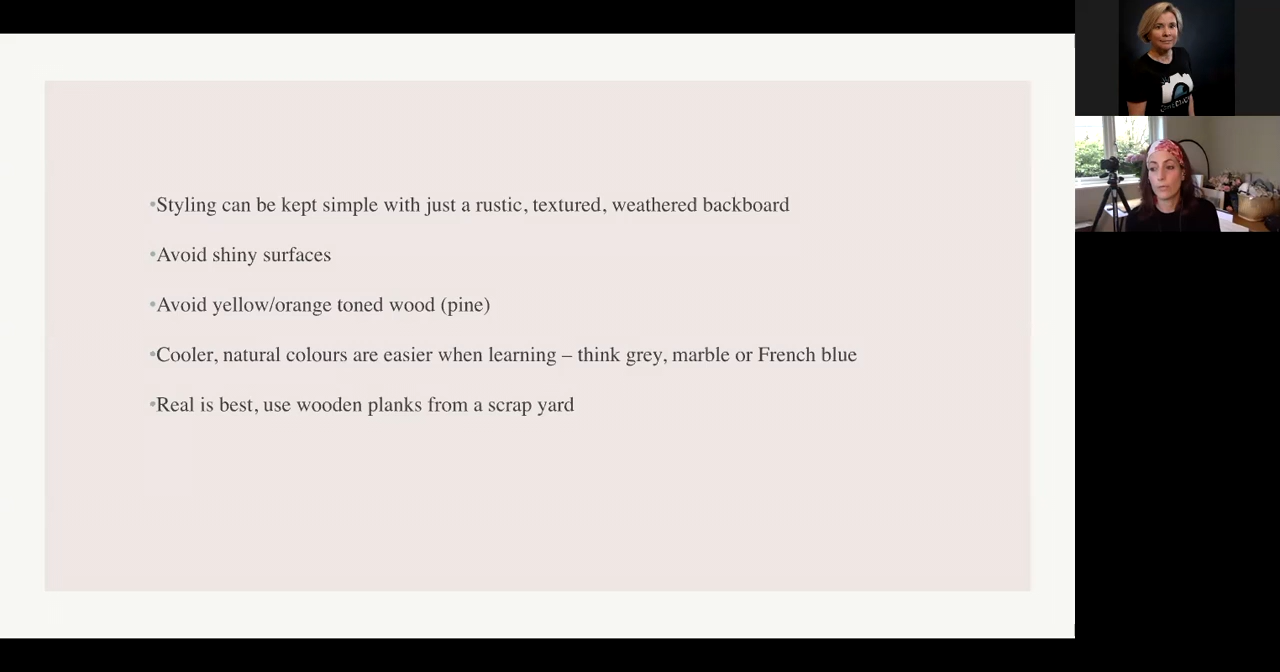 •Styling can be kept simple with just a rustic, textured, weathered backboard
•Avoid shiny surfaces
•Avoid yellow/orange toned wood (pine)
•Cooler, natural colours are easier when learning – think grey, marble or French blue
•Real is best, use wooden planks from a scrap yard